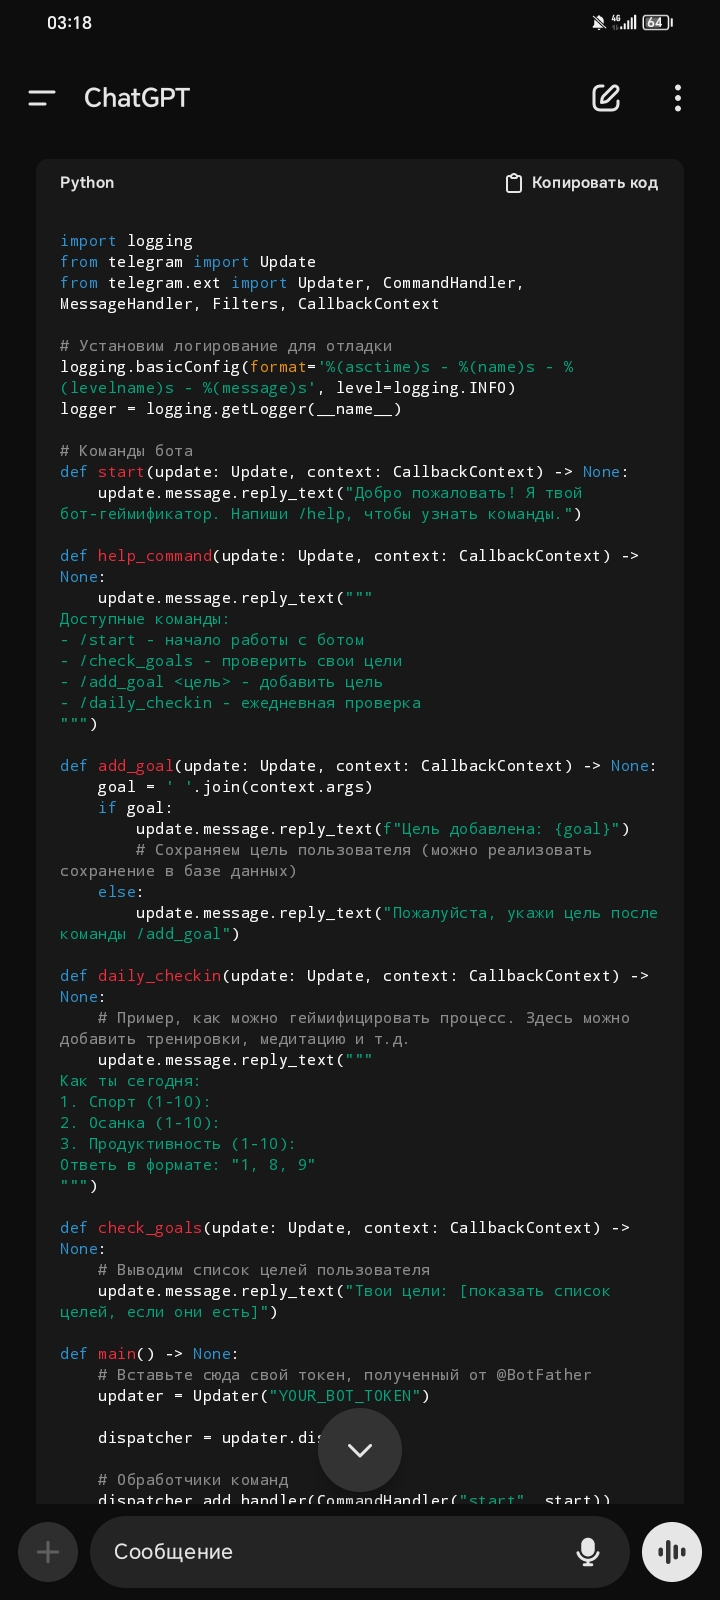 03:18
4G
64
ChatGPT
Python
Копировать код
import logging
from telegram import Update
from telegram.ext import Updater, CommandHandler,
MessageHandler, Filters, CallbackContext
# Установим логирование для отладки
logging.basicConfig(format='%(asctime)s - %(name)s - %
(levelname)s - %(message)s', level=logging.INFO)
logger = logging.getLogger(__name__)
# Команды бота
def start(update: Update, context: CallbackContext) -> None:
    update.message.reply_text("Добро пожаловать! Я твой
бот-геймификатор. Напиши /help, чтобы узнать команды.")
def help_command(update: Update, context: CallbackContext) ->
None:
    update.message.reply_text("""
Доступные команды:
- /start - начало работы с ботом
- /check_goals - проверить свои цели
- /add_goal <цель> - добавить цель
- /daily_checkin - ежедневная проверка
""")
def add_goal(update: Update, context: CallbackContext) -> None:
    goal = ' '.join(context.args)
    if goal:
        update.message.reply_text(f"Цель добавлена: {goal}")
        # Сохраняем цель пользователя (можно реализовать
сохранение в базе данных)
    else:
        update.message.reply_text("Пожалуйста, укажи цель после
команды /add_goal")
def daily_checkin(update: Update, context: CallbackContext) ->
None:
    # Пример, как можно геймифицировать процесс. Здесь можно
добавить тренировки, медитацию и т.д.
    update.message.reply_text("""
Как ты сегодня:
1. Спорт (1-10):
2. Осанка (1-10):
3. Продуктивность (1-10):
Ответь в формате: "1, 8, 9"
""")
def check_goals(update: Update, context: CallbackContext) ->
None:
    # Выводим список целей пользователя
    update.message.reply_text("Твои цели: [показать список
целей, если они есть]")
def main() -> None:
    # Вставьте сюда свой токен, полученный от @BotFather
    updater = Updater("YOUR_BOT_TOKEN")
    dispatcher = updater.dis
    # Обработчики команд
    dispatcher.add_handler(CommandHandler("start", start))
Сообщение